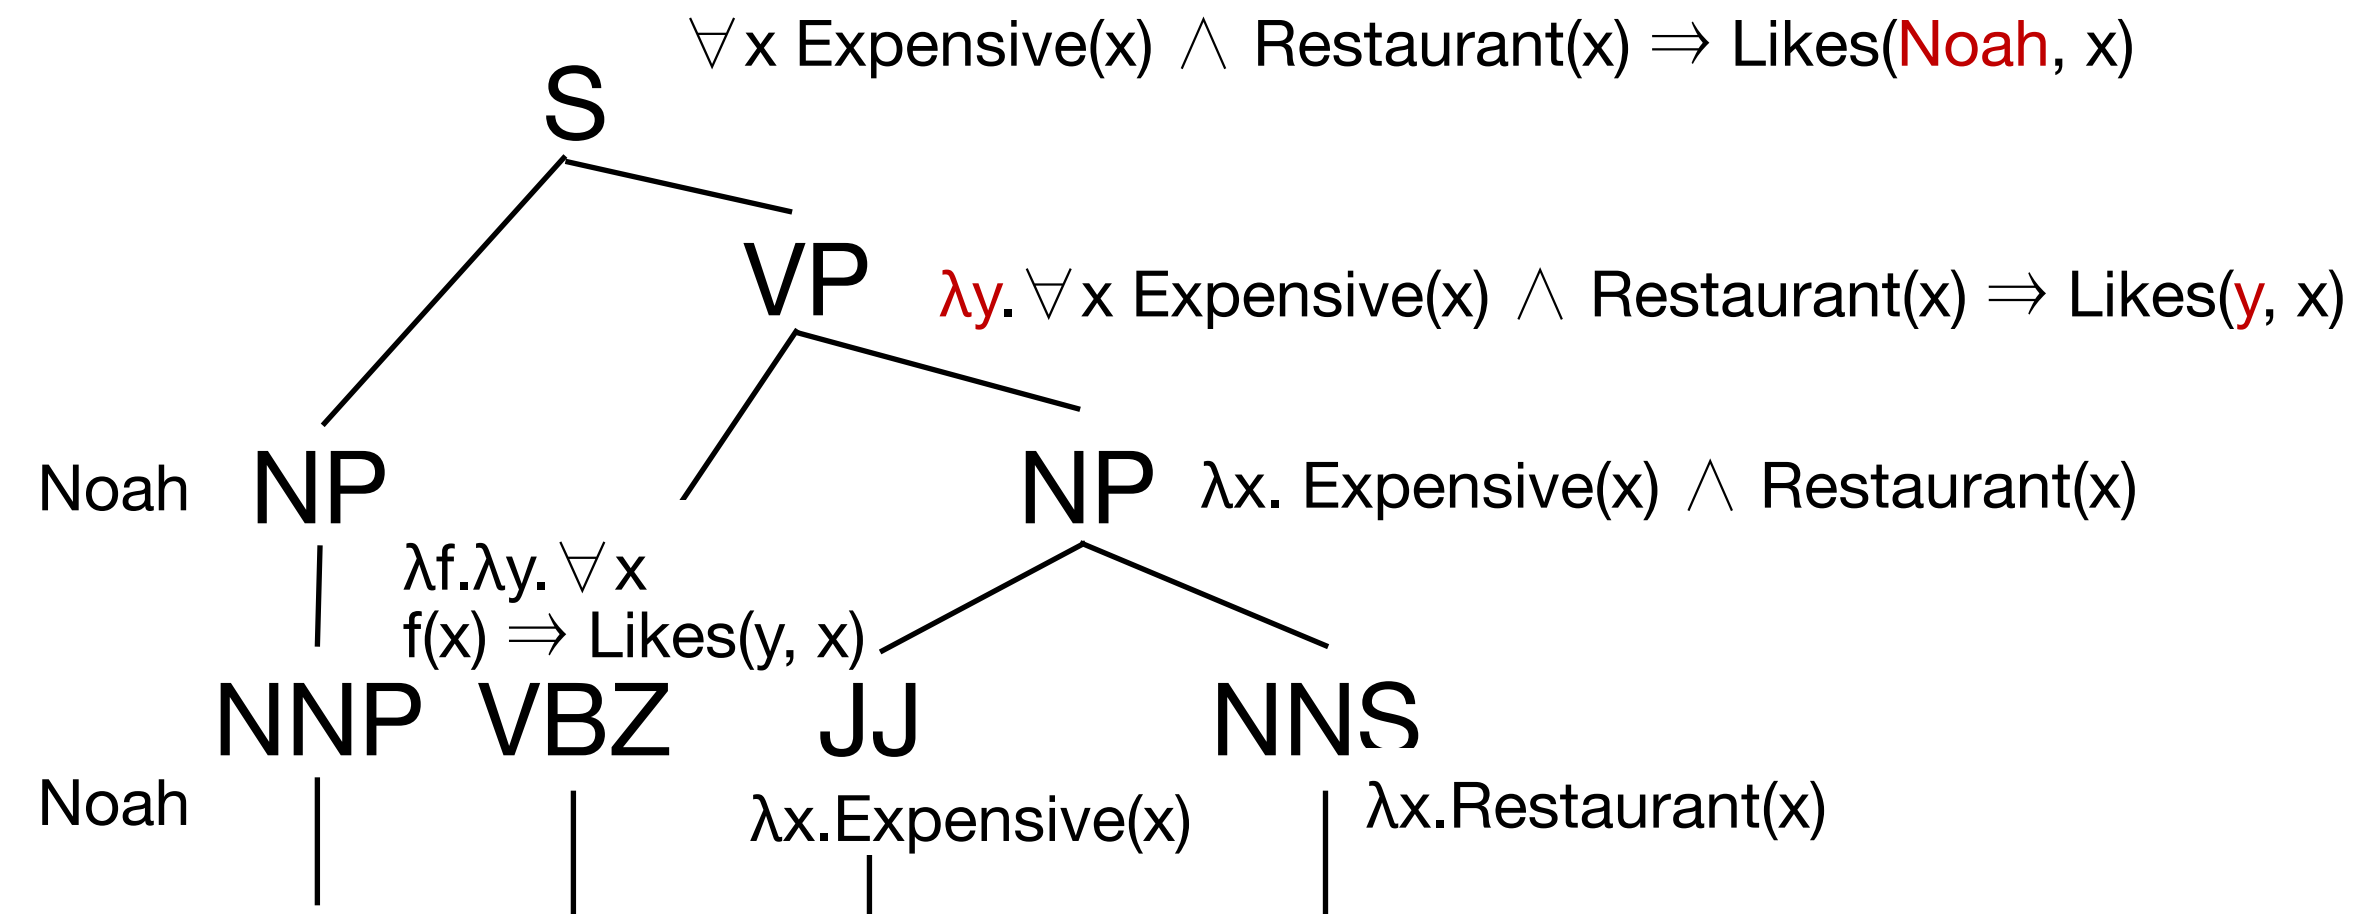 ∀x Expensive(x) ∧ Restaurant(x) ⇒ Likes(Noah, x)
S
VP λy.∀x Expensive(x) ∧ Restaurant(x) ⇒ Likes(y, x)
Noah NP NP λx. Expensive(x) ∧ Restaurant(x)
λf.λy.∀x
f(x) ⇒ Likes(y, x)
NNP VBZ JJ NNS
Noah λx.Expensive(x) λx.Restaurant(x)